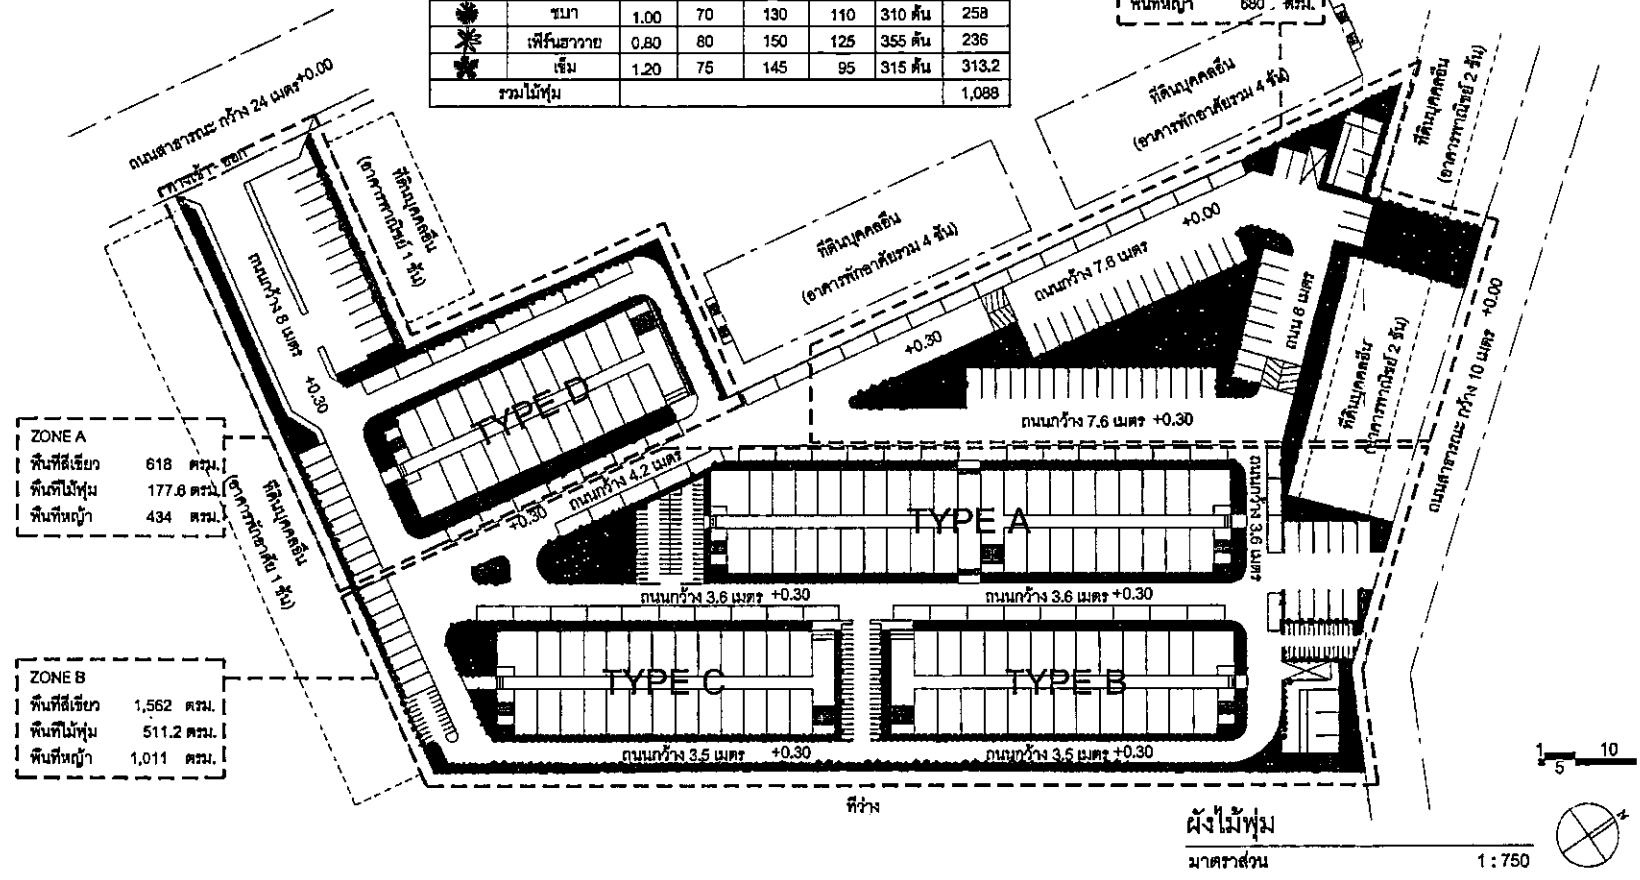 ชบา 1.00 70 130 110 310 ต้น 258
เฟิร์นฮาวาย 0.80 80 150 125 355 ต้น 236
เข็ม 1.20 75 145 95 315 ต้น 313.2
รวมไม้พุ่ม 1,088
พื้นที่หญ้า 680 ตรม.
ถนนสาธารณะ กว้าง 24 เมตร +0.00
ทางเข้า - ออก
ที่ดินบุคคลอื่น
(อาคารพาณิชย์ 1 ชั้น)
ที่ดินบุคคลอื่น
(อาคารพักอาศัยรวม 4 ชั้น)
ที่ดินบุคคลอื่น
(อาคารพักอาศัยรวม 4 ชั้น)
ที่ดินบุคคลอื่น
(อาคารพาณิชย์ 2 ชั้น)
ถนนกว้าง 8 เมตร +0.30
ถนนกว้าง 7.6 เมตร +0.00
+0.30
ถนน 8 เมตร
ที่ดินบุคคลอื่น
(อาคารพาณิชย์ 2 ชั้น)
ถนนสาธารณะ กว้าง 10 เมตร +0.00
TYPE D
ถนนกว้าง 7.6 เมตร +0.30
ZONE A
พื้นที่สีเขียว 618 ตรม.
พื้นที่ไม้พุ่ม 177.6 ตรม.
พื้นที่หญ้า 434 ตรม.
ที่ดินบุคคลอื่น
(อาคารพักอาศัย 1 ชั้น)
ถนนกว้าง 4.2 เมตร
+0.30
TYPE A
ถนนกว้าง 3.6 เมตร
ถนนกว้าง 3.6 เมตร +0.30
ถนนกว้าง 3.6 เมตร +0.30
ZONE B
พื้นที่สีเขียว 1,562 ตรม.
พื้นที่ไม้พุ่ม 511.2 ตรม.
พื้นที่หญ้า 1,011 ตรม.
TYPE C
TYPE B
ถนนกว้าง 3.5 เมตร +0.30
ถนนกว้าง 3.5 เมตร +0.30
ที่ว่าง
1 5 10
ผังไม้พุ่ม
มาตราส่วน 1 : 750
N